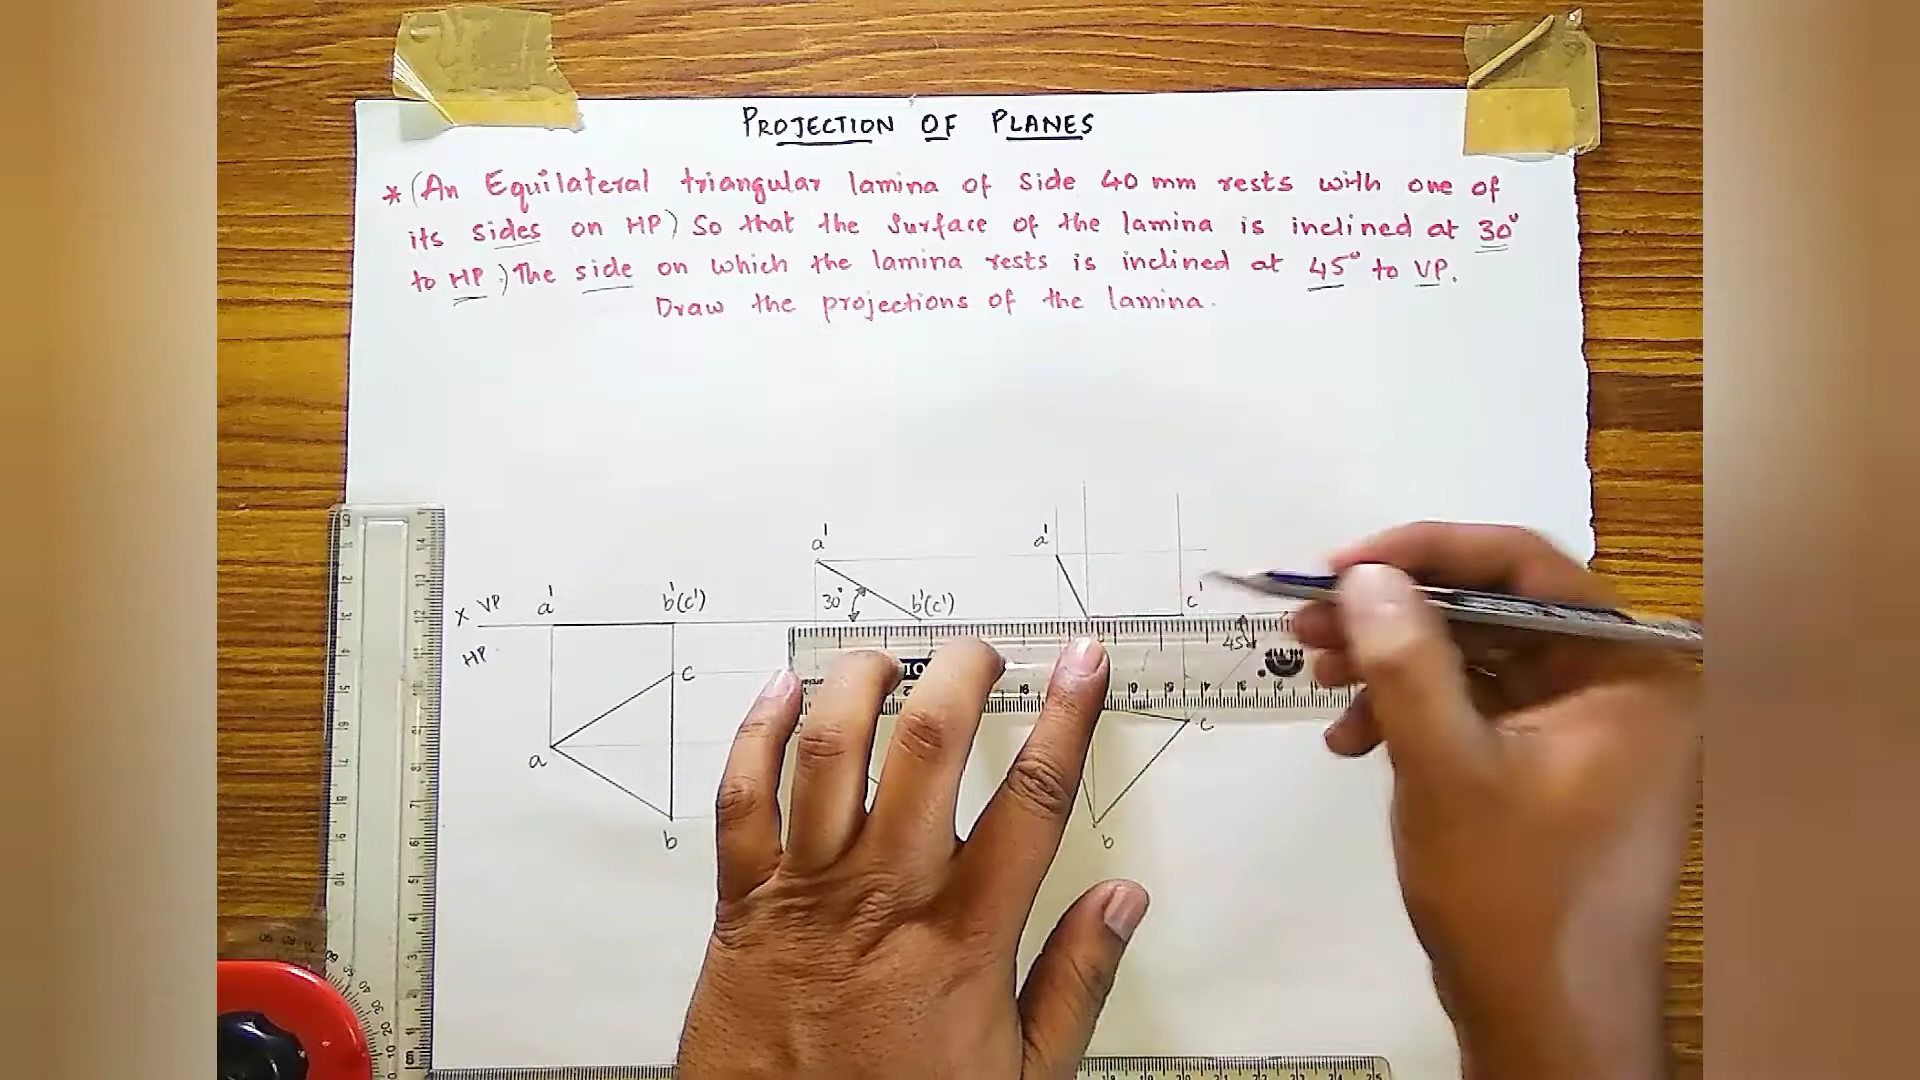 PROJECTION OF PLANES
* (An Equilateral triangular lamina of side 40 mm rests with one of
its sides on HP) So that the surface of the lamina is inclined at 30°
to HP.) The side on which the lamina rests is inclined at 45° to VP.
Draw the projections of the lamina.
a' a'
X VP a' b'(c') 30° b'(c') c'
HP 45°
c c
a
b b